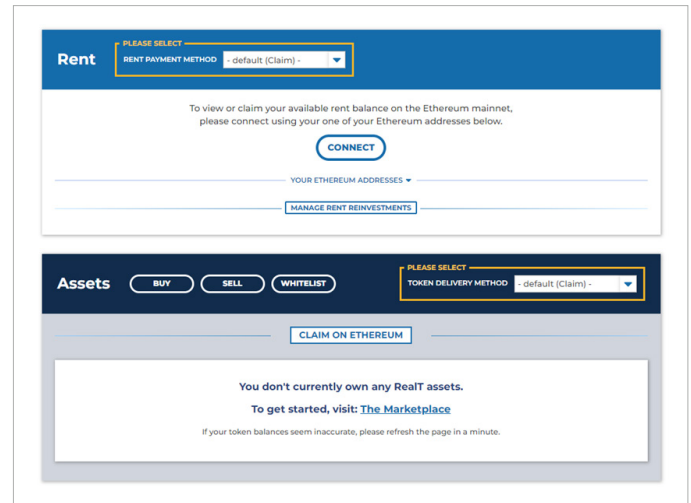 PLEASE SELECT
Rent
RENT PAYMENT METHOD
- default (Claim) -
To view or claim your available rent balance on the Ethereum mainnet,
please connect using your one of your Ethereum addresses below.
CONNECT
YOUR ETHEREUM ADDRESSES
MANAGE RENT REINVESTMENTS
PLEASE SELECT
Assets
BUY
SELL
WHITELIST
TOKEN DELIVERY METHOD
- default (Claim) -
CLAIM ON ETHEREUM
You don't currently own any RealT assets.
To get started, visit: The Marketplace
If your token balances seem inaccurate, please refresh the page in a minute.